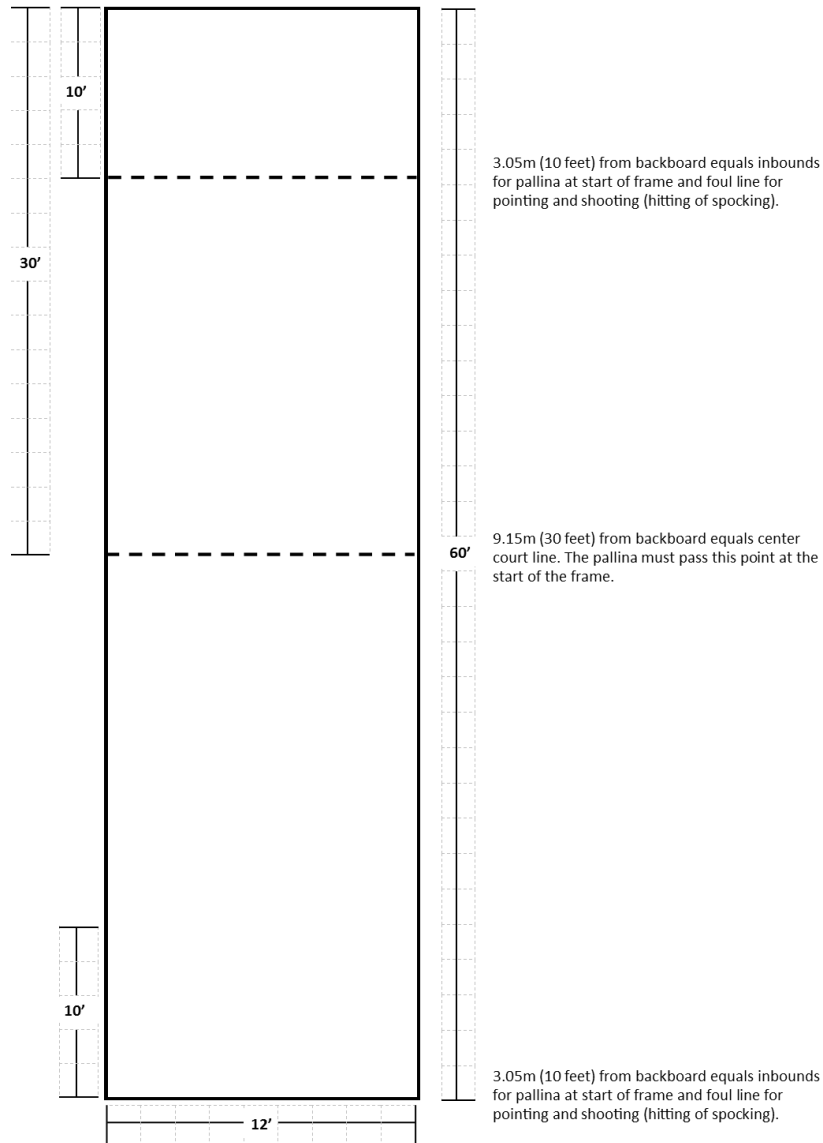 10’
3.05m (10 feet) from backboard equals inbounds
for pallina at start of frame and foul line for
pointing and shooting (hitting of spocking).
30’
9.15m (30 feet) from backboard equals center
court line. The pallina must pass this point at the
start of the frame.
60’
10’
3.05m (10 feet) from backboard equals inbounds
for pallina at start of frame and foul line for
pointing and shooting (hitting of spocking).
12’